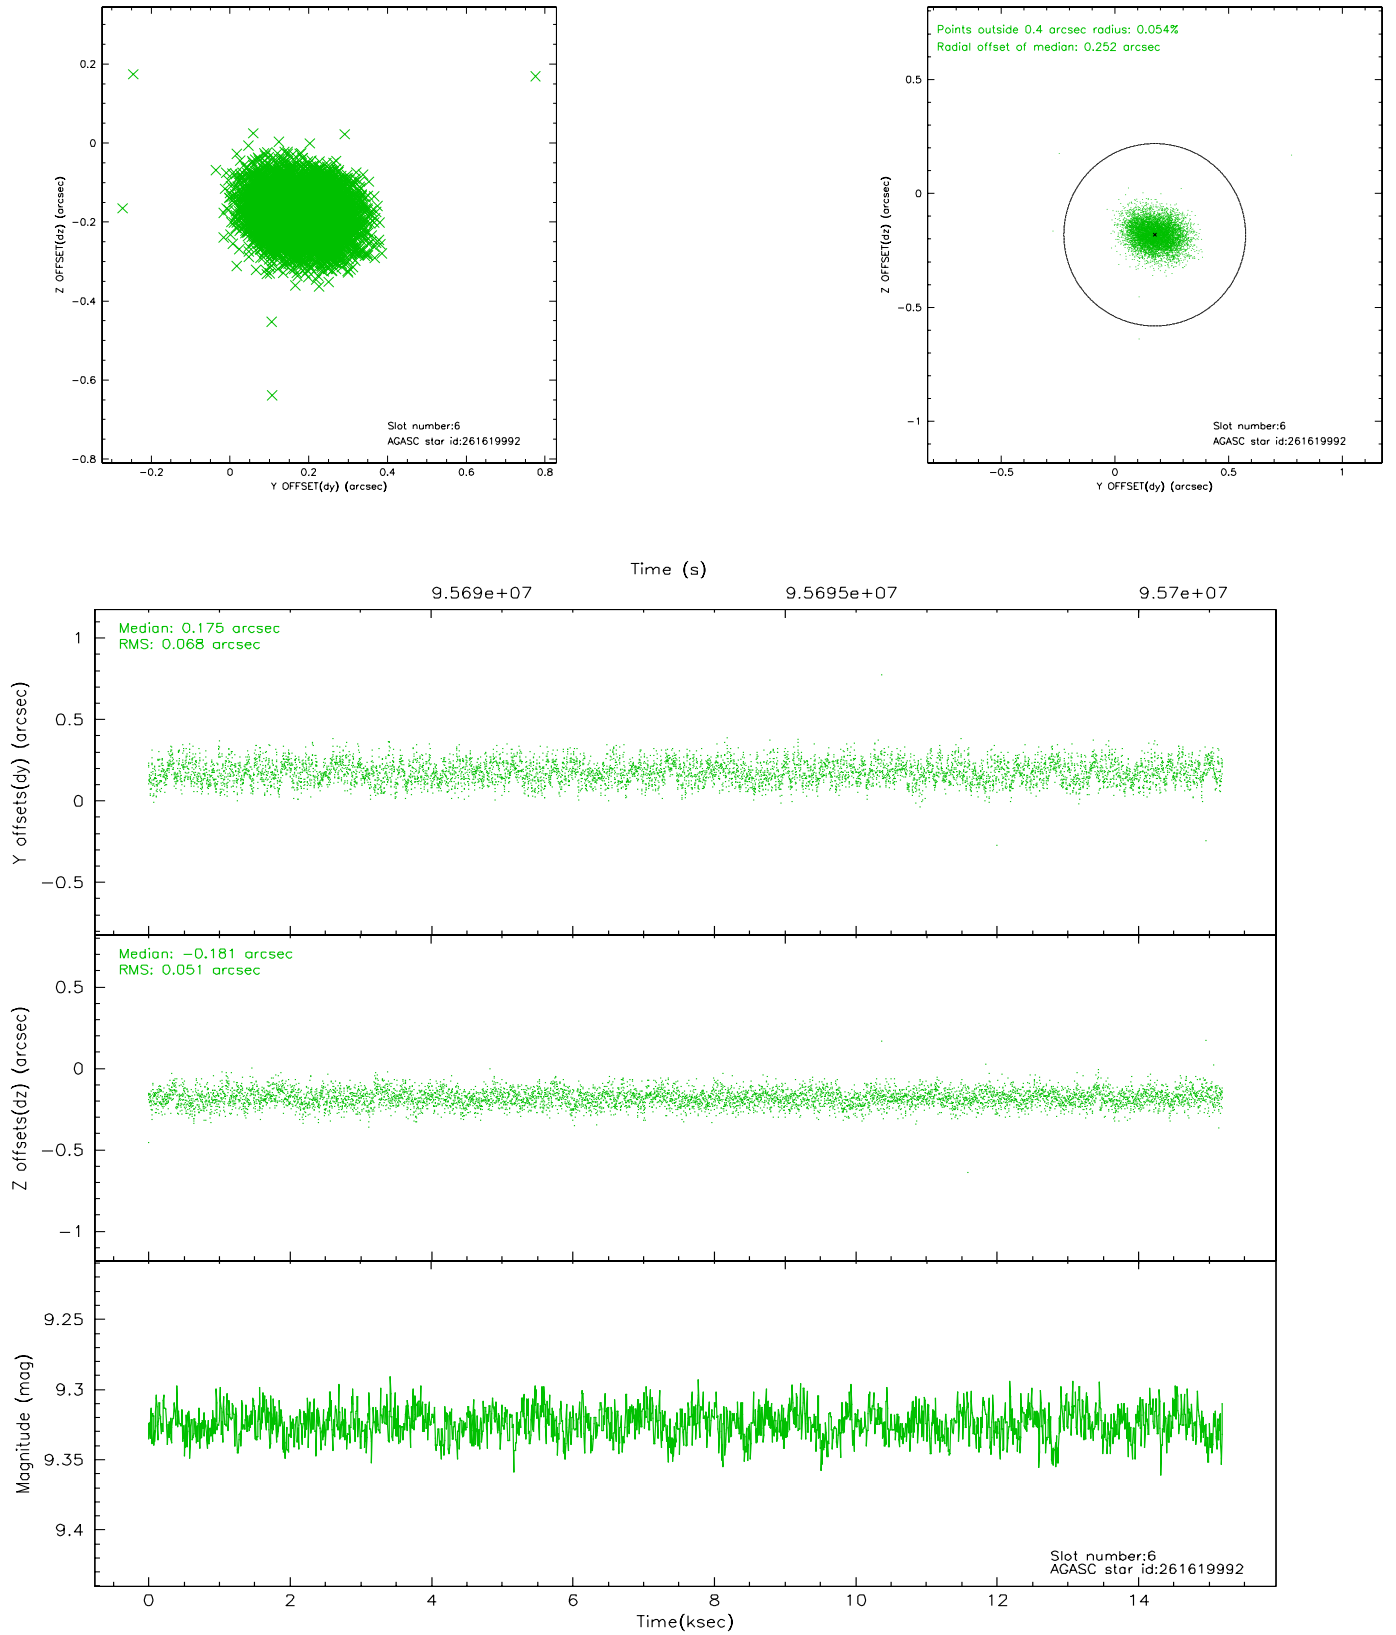 0.2
0
−0.2
−0.4
−0.6
−0.8
Z OFFSET(dz) (arcsec)
−0.2 0 0.2 0.4 0.6 0.8
Y OFFSET(dy) (arcsec)
Slot number:6
AGASC star id:261619992
Points outside 0.4 arcsec radius: 0.054%
Radial offset of median: 0.252 arcsec
0.5
0
−0.5
−1
Z OFFSET(dz) (arcsec)
−0.5 0 0.5 1
Y OFFSET(dy) (arcsec)
Slot number:6
AGASC star id:261619992
Time (s)
9.569e+07 9.5695e+07 9.57e+07
Median: 0.175 arcsec
RMS: 0.068 arcsec
1
0.5
0
−0.5
Y offsets(dy) (arcsec)
Median: −0.181 arcsec
RMS: 0.051 arcsec
0.5
0
−0.5
−1
Z offsets(dz) (arcsec)
9.25
9.3
9.35
9.4
Magnitude (mag)
Slot number:6
AGASC star id:261619992
0 2 4 6 8 10 12 14
Time(ksec)